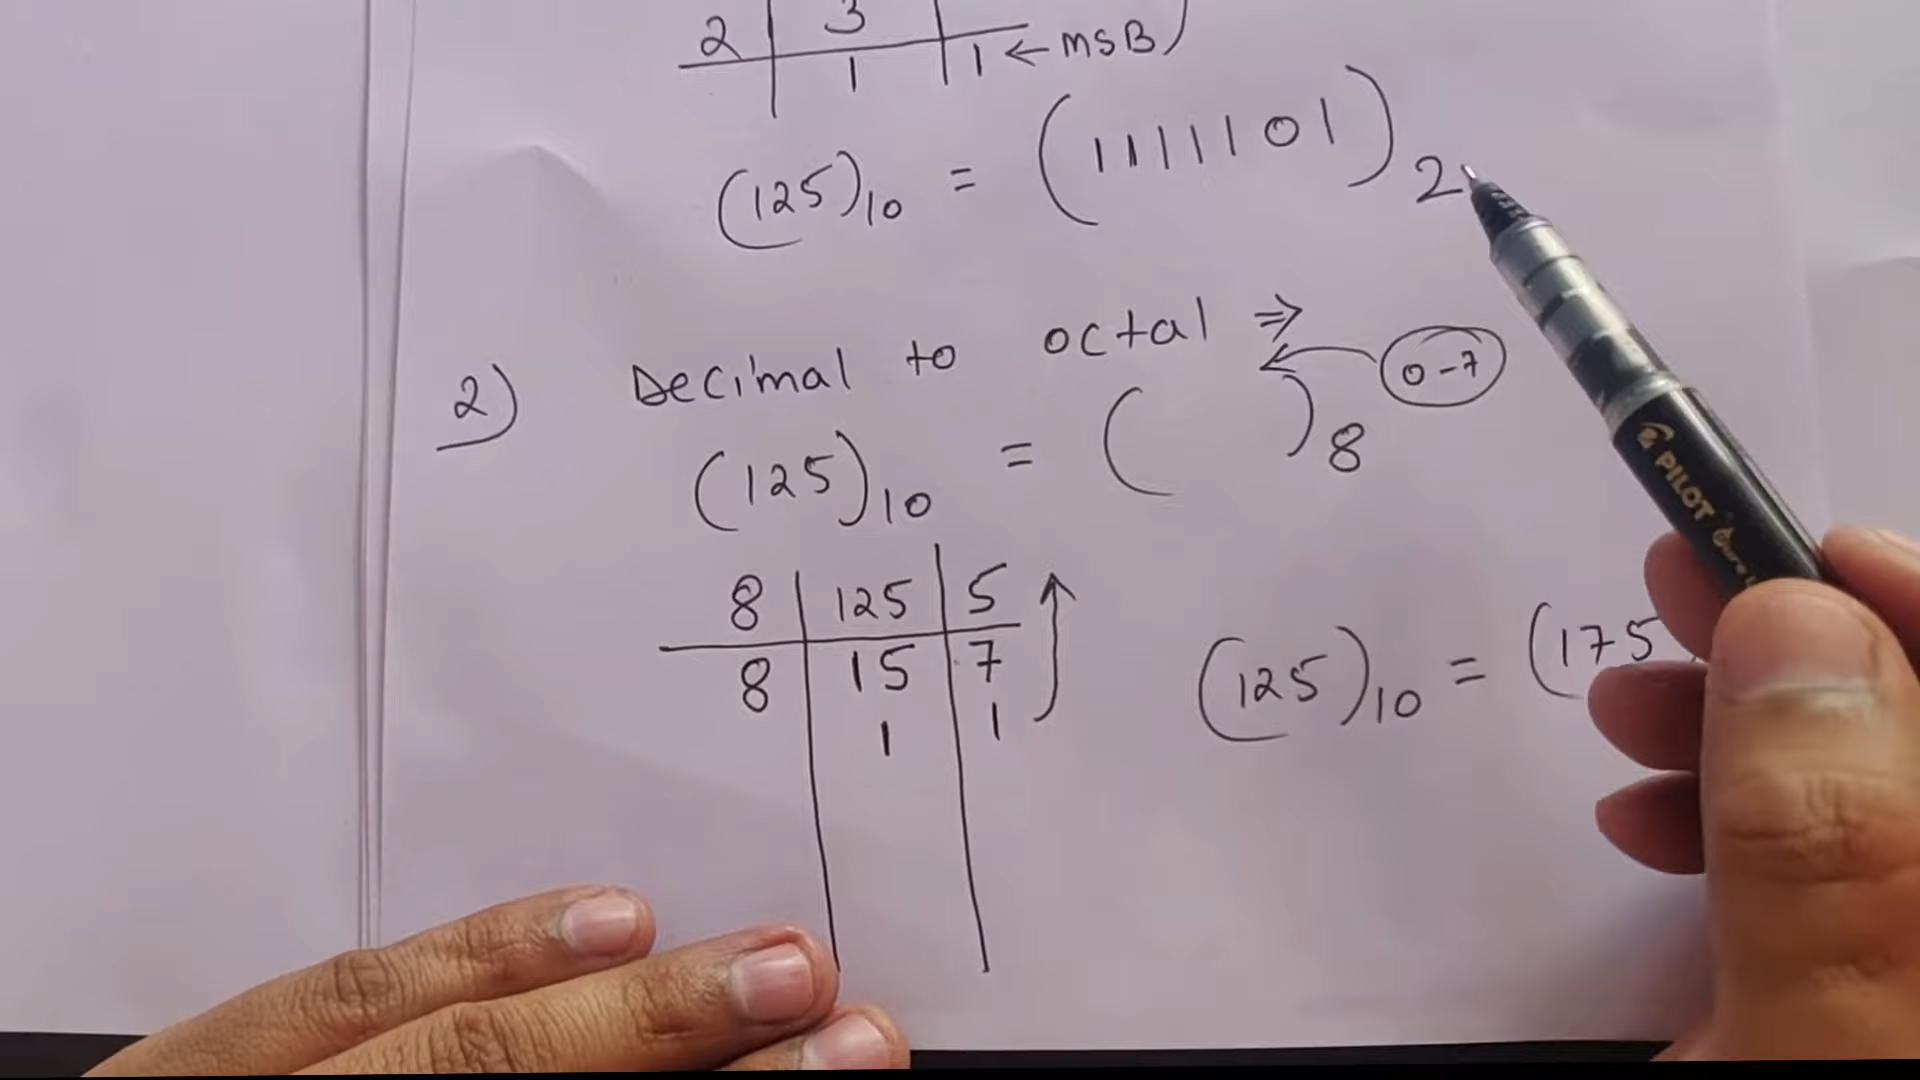 2 | 3 |
1 | 1 ← MSB )
(125)10 = (1111101)2
2) Decimal to octal ⇒
0-7
(125)10 = ( )8
8 | 125 | 5
8 | 15 | 7
1 | 1
(125)10 = (175
PILOT